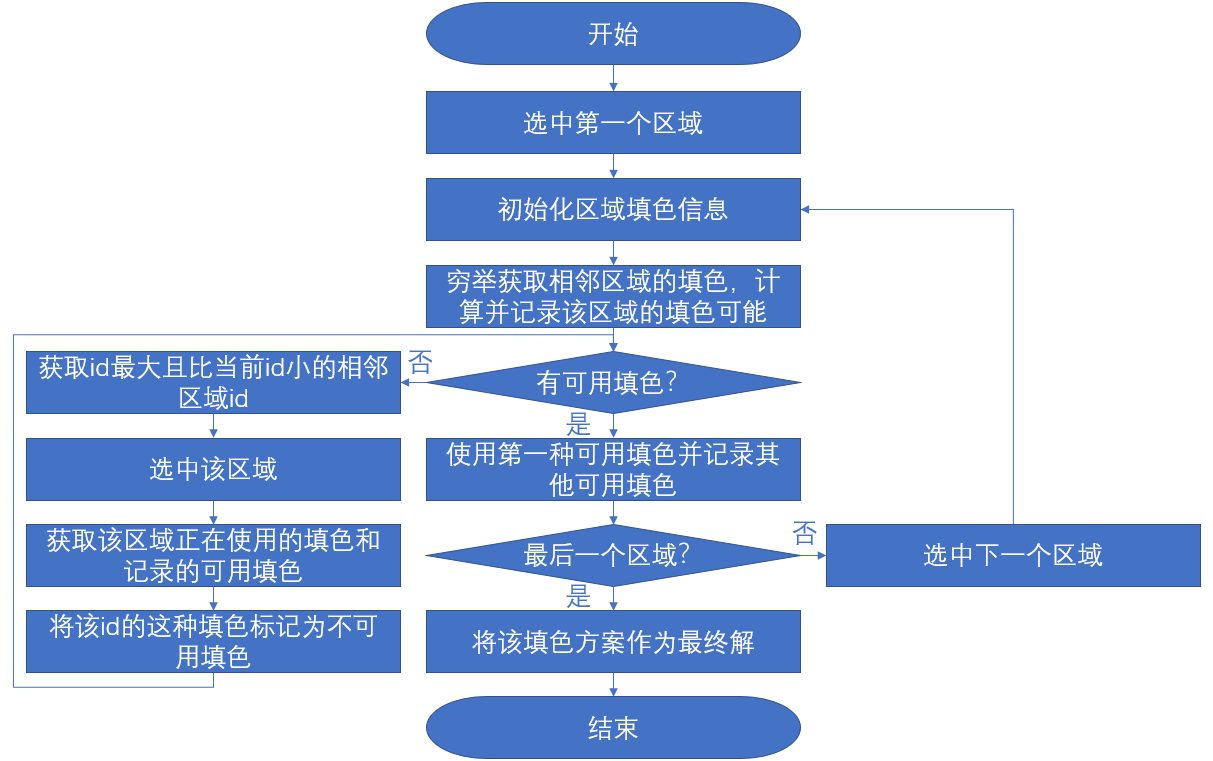 开始
选中第一个区域
初始化区域填色信息
穷举获取相邻区域的填色，计
算并记录该区域的填色可能
有可用填色？
否
是
获取id最大且比当前id小的相邻
区域id
选中该区域
获取该区域正在使用的填色和
记录的可用填色
将该id的这种填色标记为不可
用填色
使用第一种可用填色并记录其
他可用填色
最后一个区域？
否
是
选中下一个区域
将该填色方案作为最终解
结束